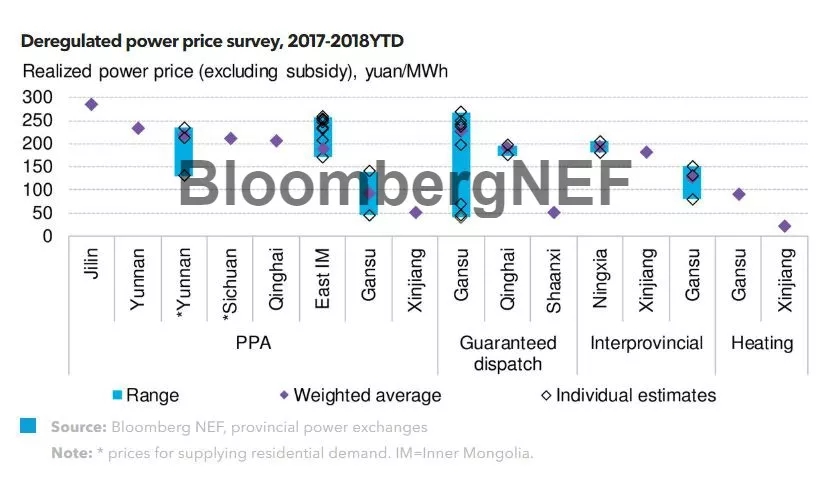 Deregulated power price survey, 2017-2018YTD
Realized power price (excluding subsidy), yuan/MWh
300
250
200
150
100
50
0
BloombergNEF
Jilin
Yunnan
*Yunnan
*Sichuan
Qinghai
East IM
Gansu
Xinjiang
Gansu
Qinghai
Shaanxi
Ningxia
Xinjiang
Gansu
Gansu
Xinjiang
PPA
Guaranteed
dispatch
Interprovincial
Heating
Range
Weighted average
Individual estimates
Source: Bloomberg NEF, provincial power exchanges
Note: * prices for supplying residential demand. IM=Inner Mongolia.